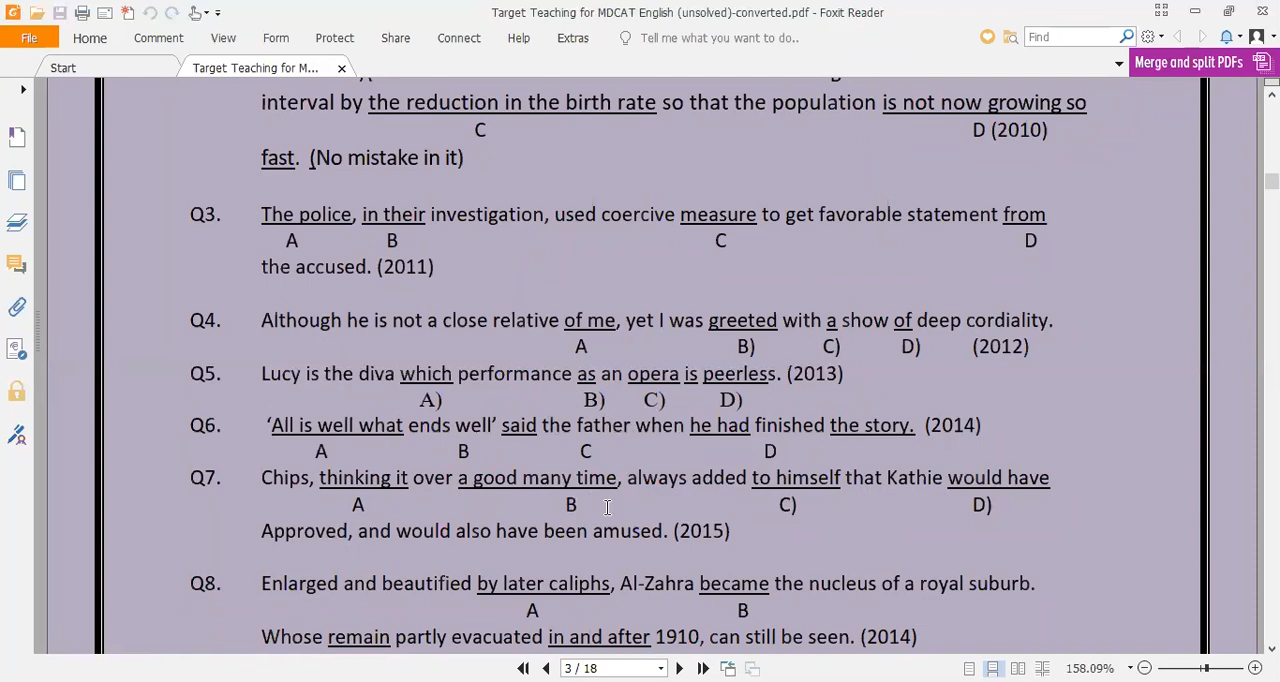 Target Teaching for MDCAT English (unsolved)-converted.pdf - Foxit Reader
File Home Comment View Form Protect Share Connect Help Extras Tell me what you want to do.. Find
Start Target Teaching for M... Merge and split PDFs
interval by the reduction in the birth rate so that the population is not now growing so
C D (2010)
fast. (No mistake in it)
Q3. The police, in their investigation, used coercive measure to get favorable statement from
A B C D
the accused. (2011)
Q4. Although he is not a close relative of me, yet I was greeted with a show of deep cordiality.
A B) C) D) (2012)
Q5. Lucy is the diva which performance as an opera is peerless. (2013)
A) B) C) D)
Q6. ‘All is well what ends well’ said the father when he had finished the story. (2014)
A B C D
Q7. Chips, thinking it over a good many time, always added to himself that Kathie would have
A B C) D)
Approved, and would also have been amused. (2015)
Q8. Enlarged and beautified by later caliphs, Al-Zahra became the nucleus of a royal suburb.
A B
Whose remain partly evacuated in and after 1910, can still be seen. (2014)
3 / 18 158.09%